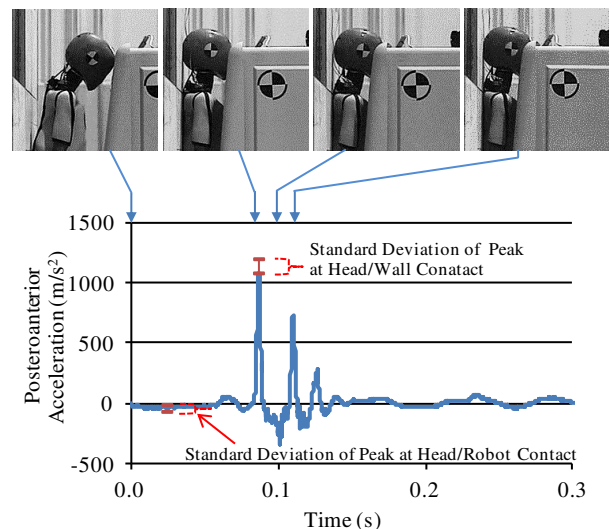 1500
1000
500
0
-500
Posteroanterior
Acceleration (m/s²)
Standard Deviation of Peak
at Head/Wall Conatact
Standard Deviation of Peak at Head/Robot Contact
0.0
0.1
0.2
0.3
Time (s)